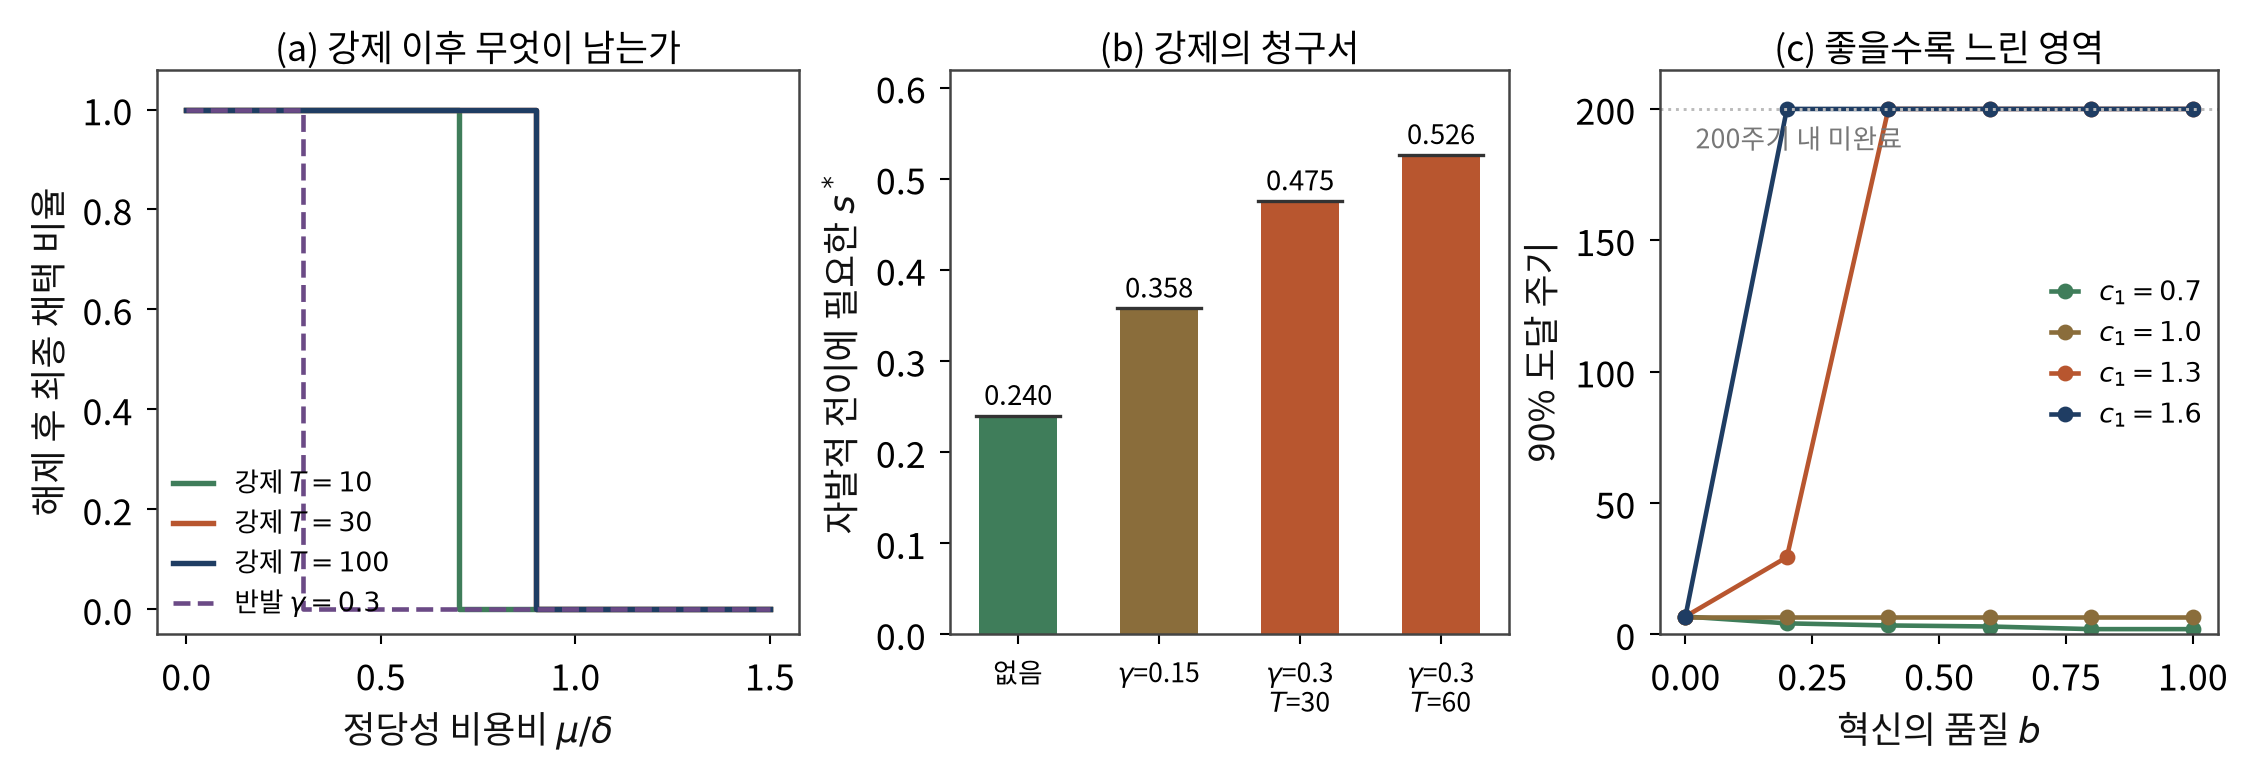 (a) 강제 이후 무엇이 남는가
해제 후 최종 채택 비율
1.0
0.8
0.6
0.4
0.2
0.0
강제 T = 10
강제 T = 30
강제 T = 100
반발 γ = 0.3
0.0 0.5 1.0 1.5
정당성 비용비 μ/δ
(b) 강제의 청구서
자발적 전이에 필요한 s*
0.6
0.5
0.4
0.3
0.2
0.1
0.0
0.240
0.358
0.475
0.526
없음 γ=0.15 γ=0.3 γ=0.3
T=30 T=60
(c) 좋을수록 느린 영역
90% 도달 주기
200
150
100
50
0
200주기 내 미완료
c₁ = 0.7
c₁ = 1.0
c₁ = 1.3
c₁ = 1.6
0.00 0.25 0.50 0.75 1.00
혁신의 품질 b